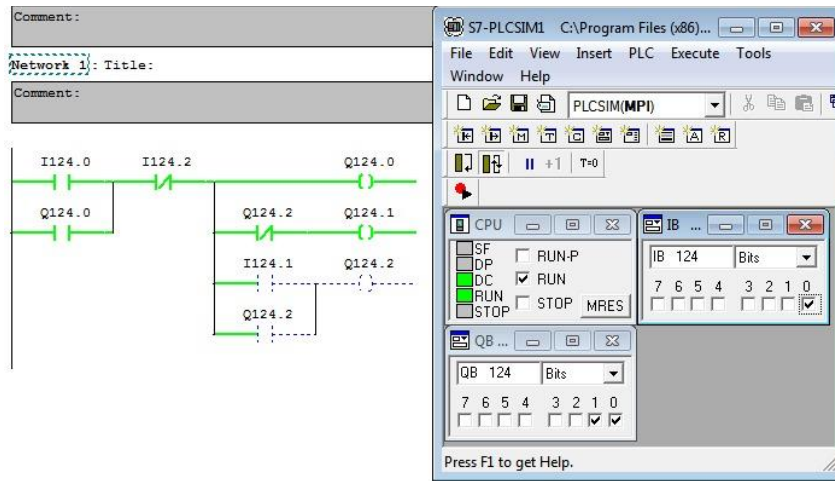 Comment:
Network 1: Title:
Comment:
I124.0 I124.2 Q124.0
Q124.0 Q124.2 Q124.1
I124.1 Q124.2
Q124.2
S7-PLCSIM1 C:\Program Files (x86)...
File Edit View Insert PLC Execute Tools
Window Help
PLCSIM(MPI)
M T C A R
+1 T=0
CPU
SF
DP
DC
RUN
STOP
RUN-P
RUN
STOP MRES
IB ...
IB 124 Bits
7 6 5 4 3 2 1 0
QB ...
QB 124 Bits
7 6 5 4 3 2 1 0
Press F1 to get Help.